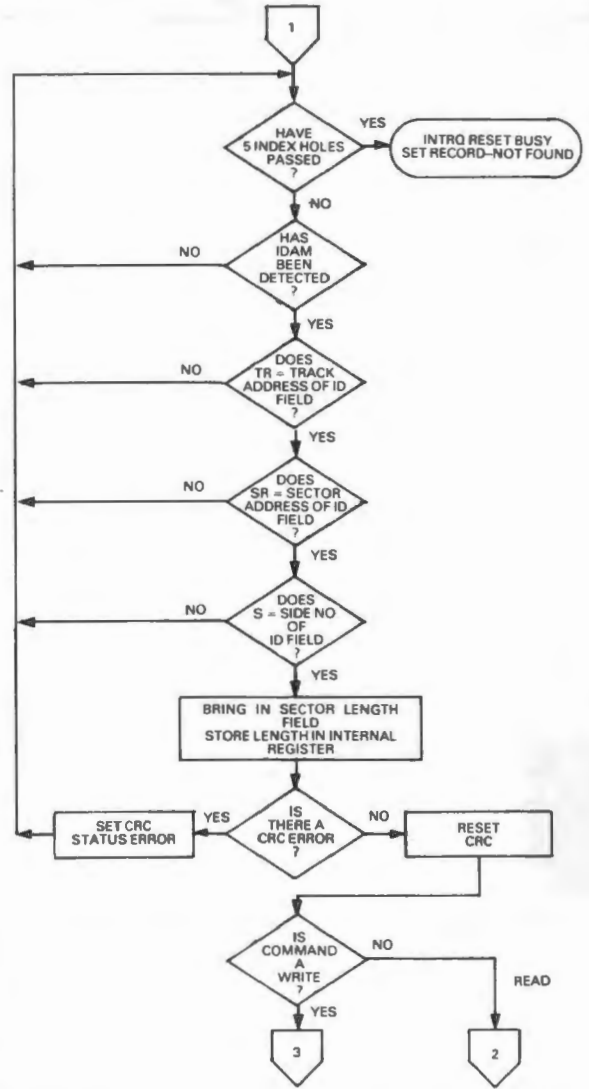 1
HAVE
5 INDEX HOLES
PASSED
?
YES
INTRQ RESET BUSY
SET RECORD–NOT FOUND
NO
HAS
IDAM
BEEN
DETECTED
?
NO
YES
DOES
TR = TRACK
ADDRESS OF ID
FIELD
?
NO
YES
DOES
SR = SECTOR
ADDRESS OF ID
FIELD
?
NO
YES
DOES
S = SIDE NO
OF
ID FIELD
?
NO
YES
BRING IN SECTOR LENGTH
FIELD
STORE LENGTH IN INTERNAL
REGISTER
IS
THERE A
CRC ERROR
?
YES
SET CRC
STATUS ERROR
NO
RESET
CRC
IS
COMMAND
A
WRITE
?
NO
READ
YES
3
2